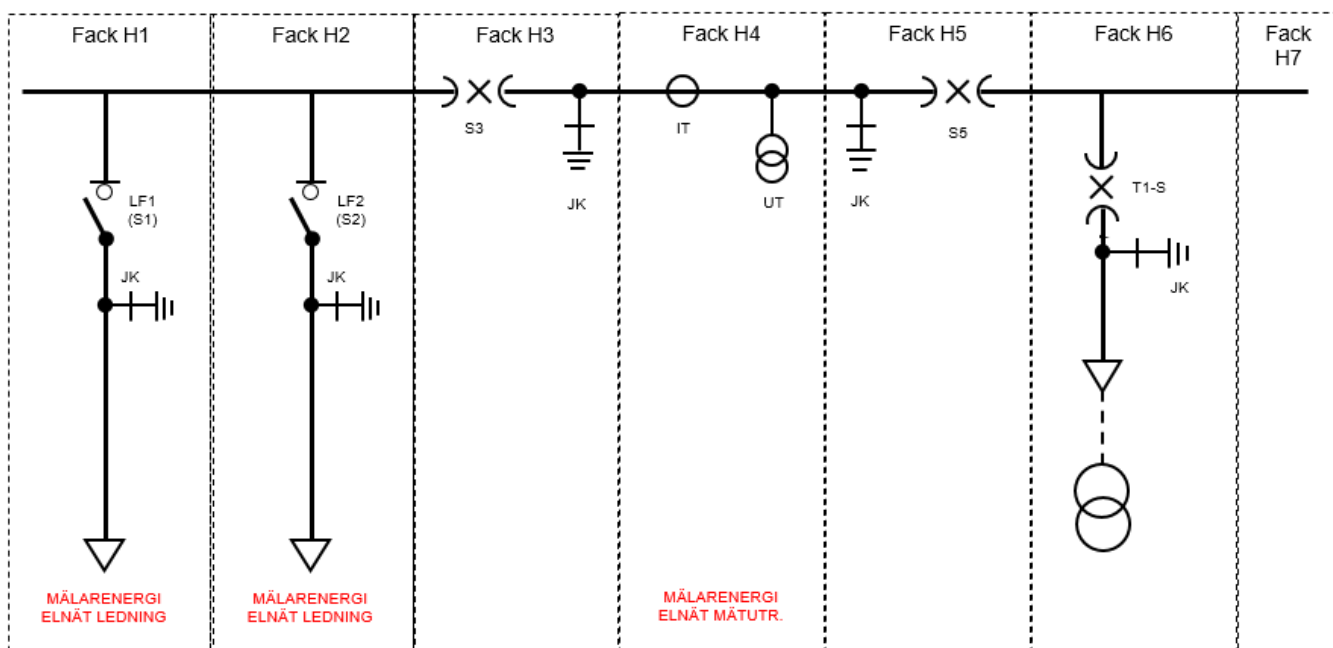 Fack H1
Fack H2
Fack H3
Fack H4
Fack H5
Fack H6
Fack
H7
S3
IT
S5
JK
UT
JK
T1-S
LF1
(S1)
LF2
(S2)
JK
JK
JK
MÄLARENERGI
ELNÄT LEDNING
MÄLARENERGI
ELNÄT LEDNING
MÄLARENERGI
ELNÄT MÄTUTR.